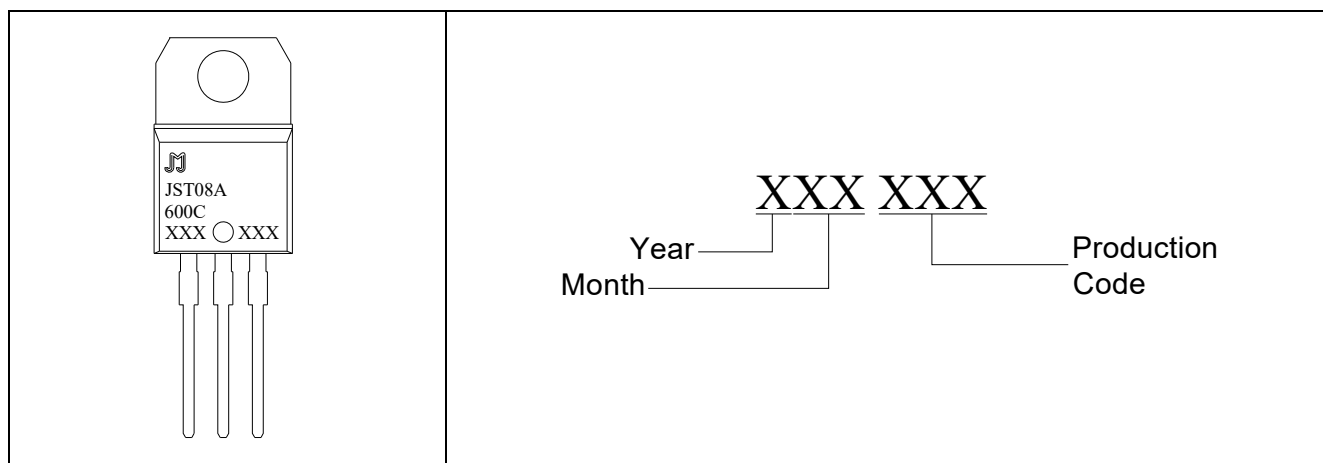 JST08A
600C
XXX XXX
XXX XXX
Year
Month
Production
Code